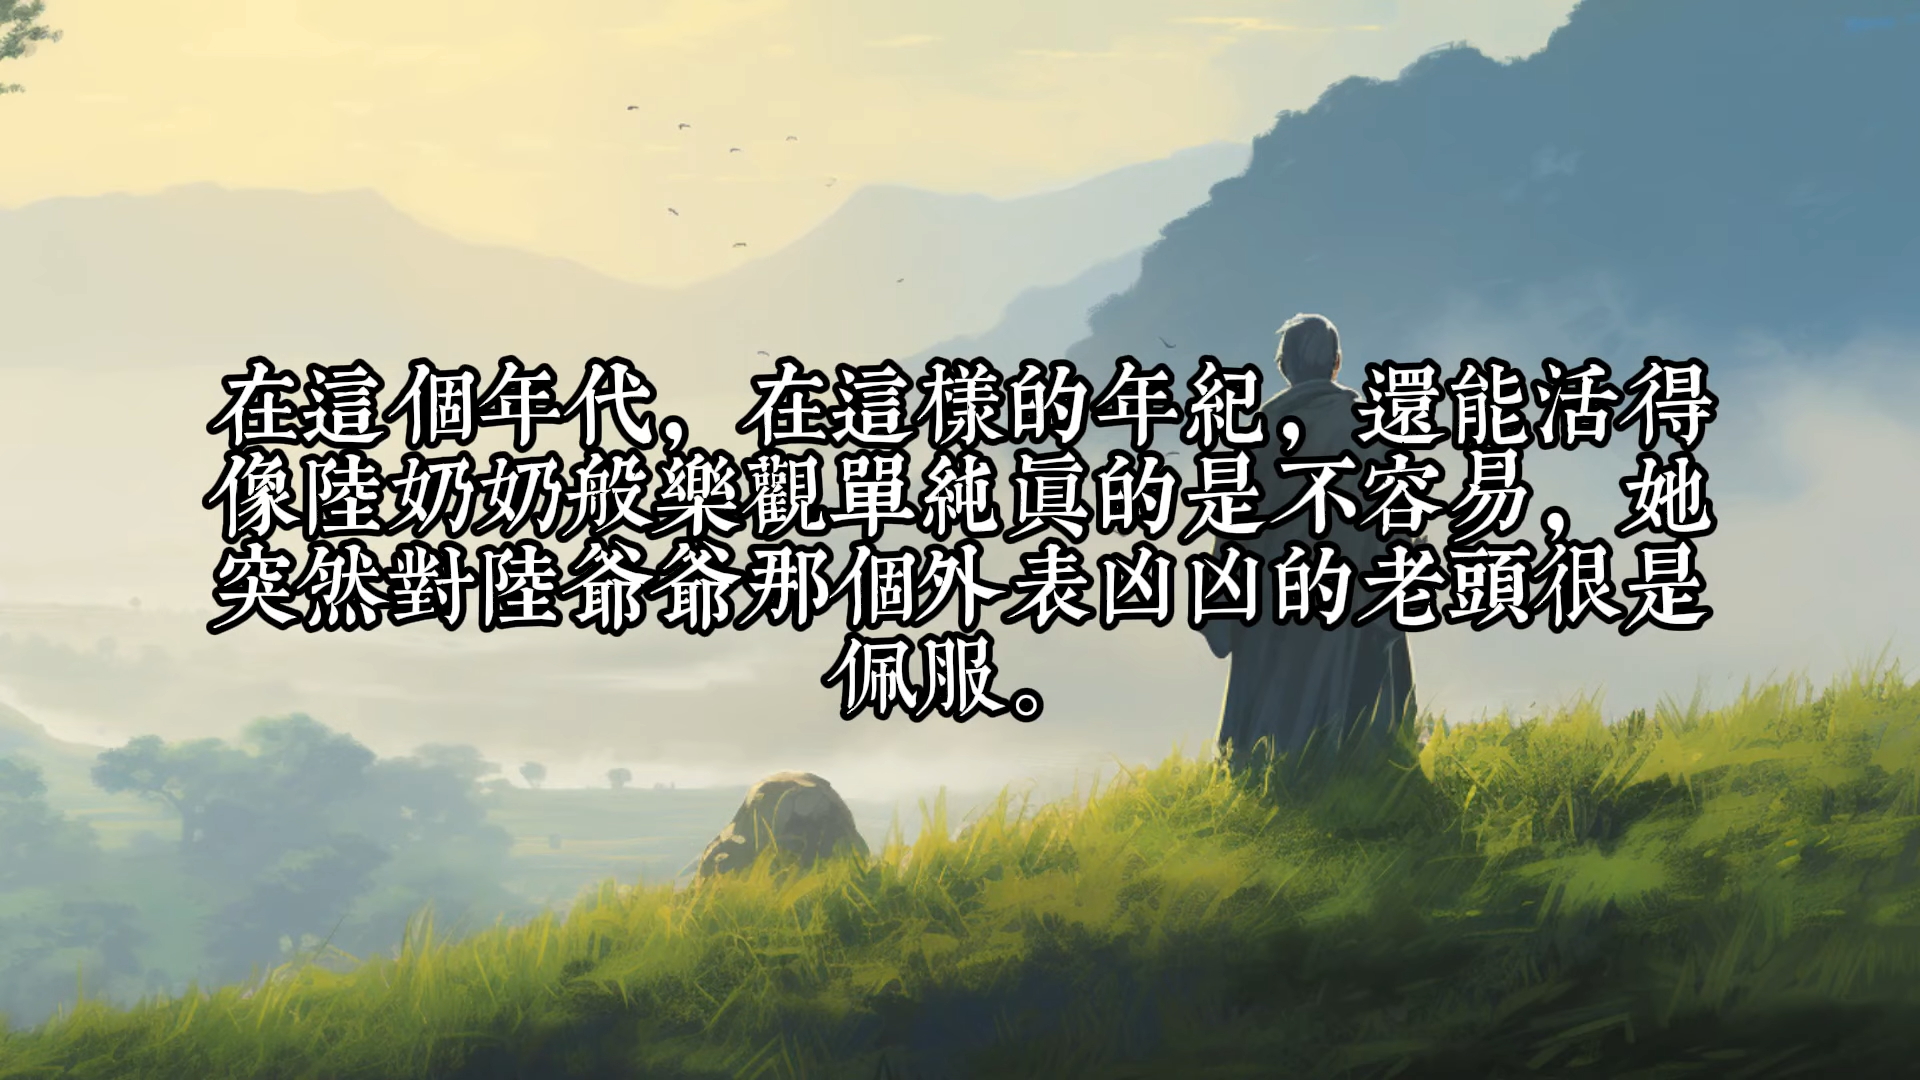 在這個年代，在這樣的年紀，還能活得
像陸奶奶般樂觀單純眞的是不容易，她
突然對陸爺爺那個外表凶凶的老頭很是
佩服。